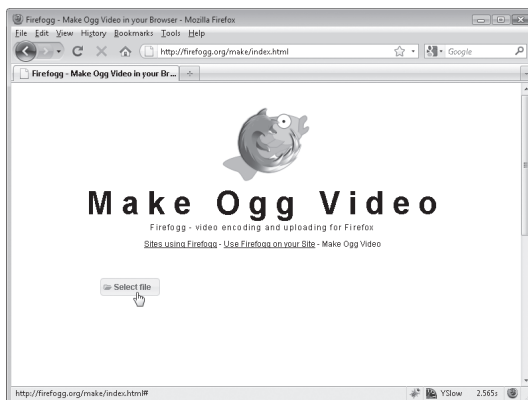 Firefogg - Make Ogg Video in your Browser - Mozilla Firefox
File Edit View History Bookmarks Tools Help
http://firefogg.org/make/index.html
Google
Firefogg - Make Ogg Video in your Br...
Make Ogg Video
Firefogg - video encoding and uploading for Firefox
Sites using Firefogg - Use Firefogg on your Site - Make Ogg Video
Select file
http://firefogg.org/make/index.html#
YSlow 2.565s